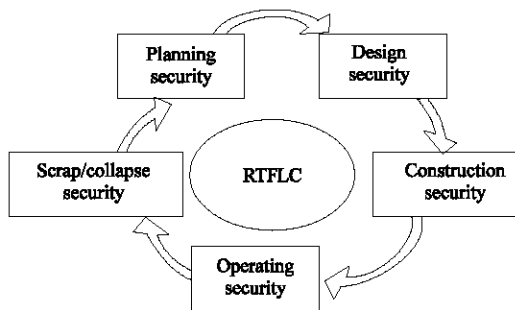 Planning
security
Design
security
Scrap/collapse
security
RTFLC
Construction
security
Operating
security